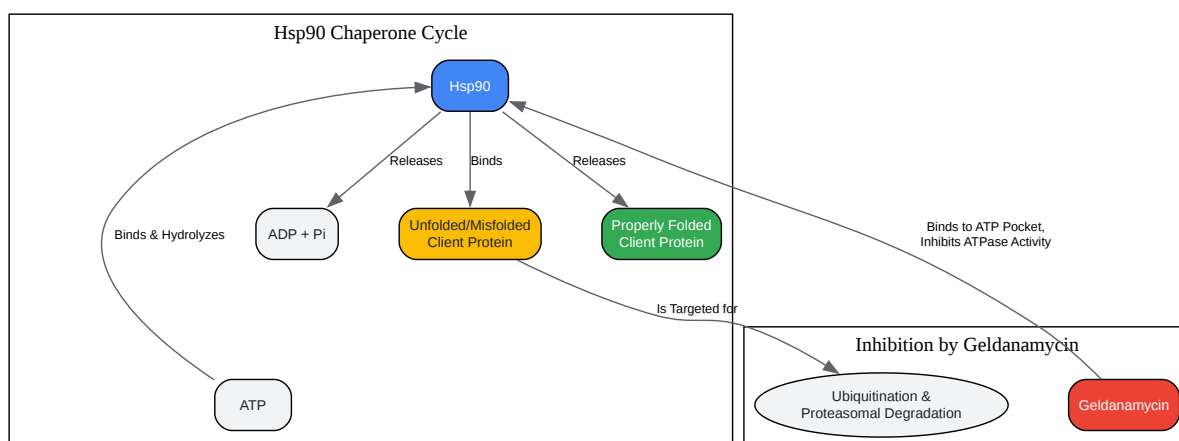 Hsp90 Chaperone Cycle
Hsp90
Releases
Binds
Releases
ADP + Pi
Unfolded/Misfolded
Client Protein
Properly Folded
Client Protein
Binds & Hydrolyzes
Binds to ATP Pocket,
Inhibits ATPase Activity
Is Targeted for
Inhibition by Geldanamycin
ATP
Ubiquitination &
Proteasomal Degradation
Geldanamycin